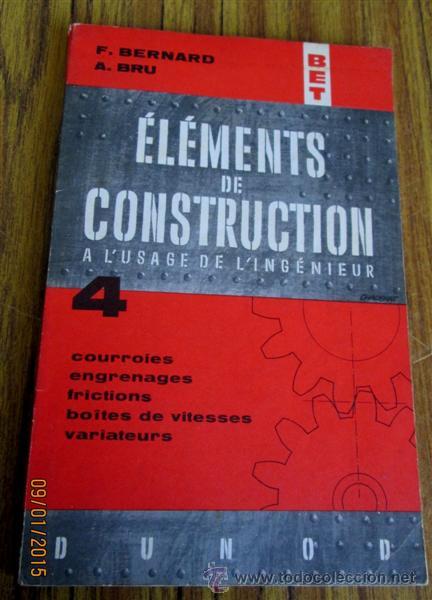 F. BERNARD
A. BRU
BET
ÉLÉMENTS
DE
CONSTRUCTION
A L'USAGE DE L'INGÉNIEUR
4
courroies
engrenages
frictions
boîtes de vitesses
variateurs
DUNOD
09/01/2015
www.todocoleccion.net